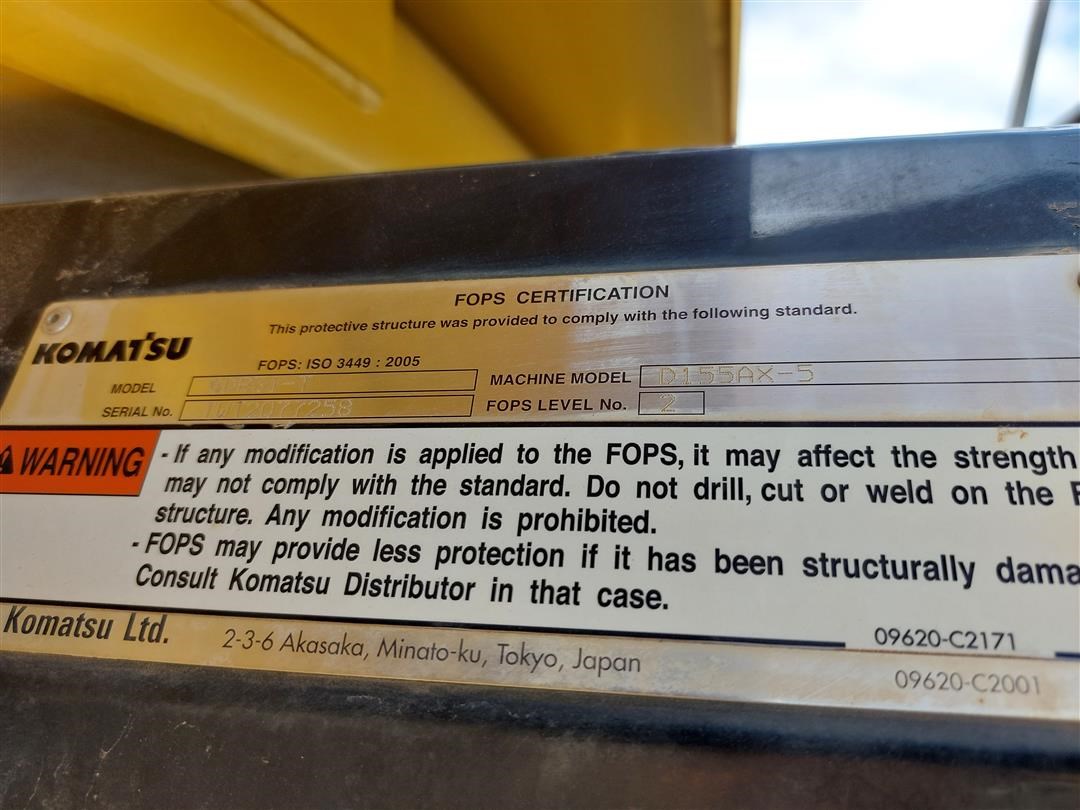 FOPS CERTIFICATION
This protective structure was provided to comply with the following standard.
KOMATSU
FOPS: ISO 3449 : 2005
MODEL MACHINE MODEL D155AX-5
SERIAL No. FOPS LEVEL No. 2
WARNING
- If any modification is applied to the FOPS, it may affect the strength
may not comply with the standard. Do not drill, cut or weld on the
structure. Any modification is prohibited.
- FOPS may provide less protection if it has been structurally
Consult Komatsu Distributor in that case.
09620-C2171
Komatsu Ltd. 2-3-6 Akasaka, Minato-ku, Tokyo, Japan
09620-C2001